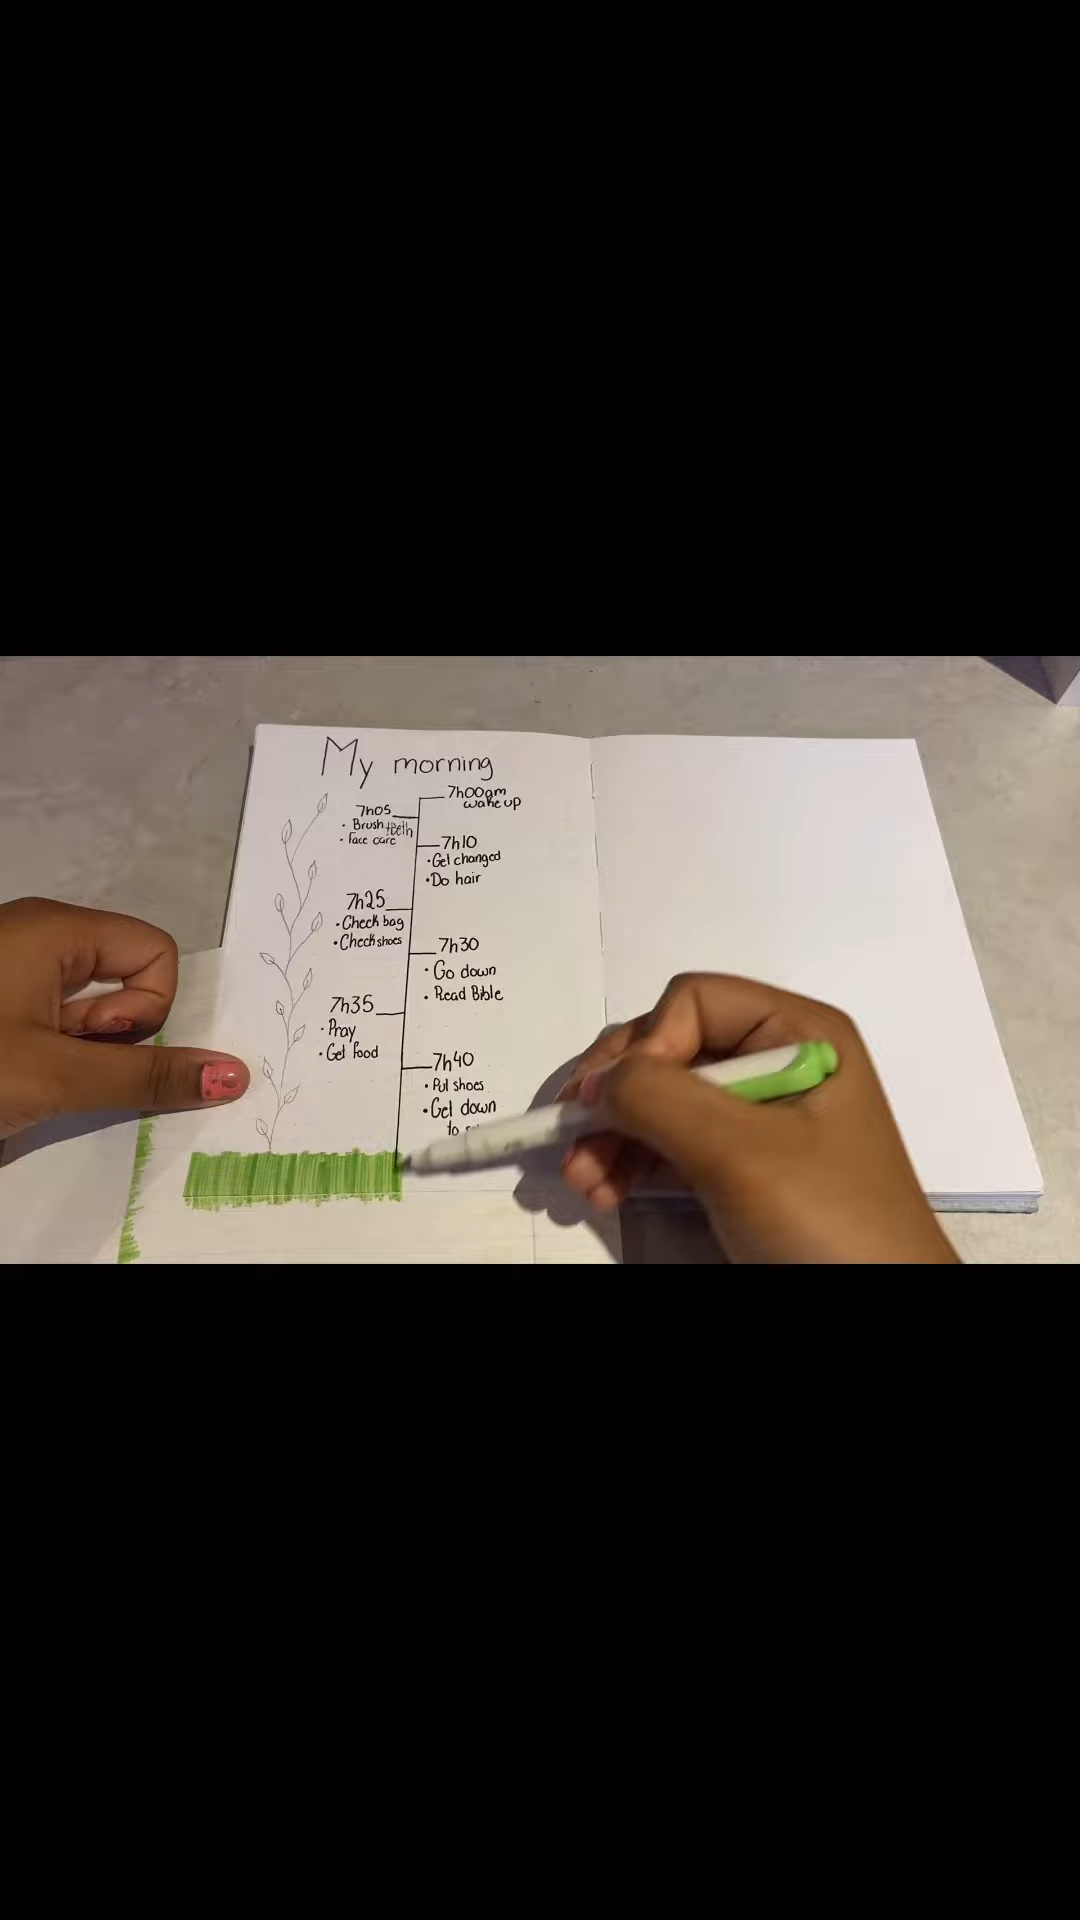 My morning
7h00am
wake up
7h05
• Brush teeth
• Face care
7h10
• Get changed
• Do hair
7h25
• Check bag
• Check shoes
7h30
• Go down
• Read Bible
7h35
• Pray
• Get food
7h40
• Put shoes
• Get down
to